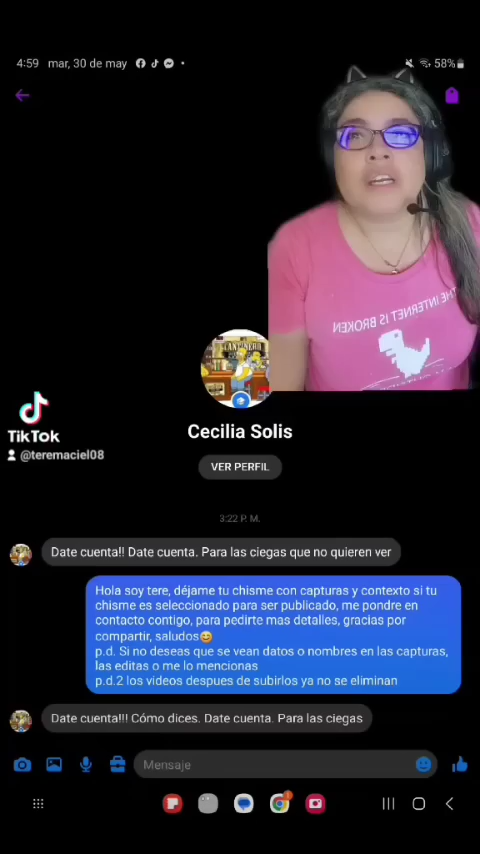 4:59 mar, 30 de may
58%
THE INTERNET IS BROKEN
Cecilia Solis
VER PERFIL
TikTok
@teremaciel08
3:22 P. M.
Date cuenta!! Date cuenta. Para las ciegas que no quieren ver
Hola soy tere, déjame tu chisme con capturas y contexto si tu
chisme es seleccionado para ser publicado, me pondre en
contacto contigo, para pedirte mas detalles, gracias por
compartir, saludos😊
p.d. Si no deseas que se vean datos o nombres en las capturas,
las editas o me lo mencionas
p.d.2 los videos despues de subirlos ya no se eliminan
Date cuenta!!! Cómo dices. Date cuenta. Para las ciegas
Mensaje